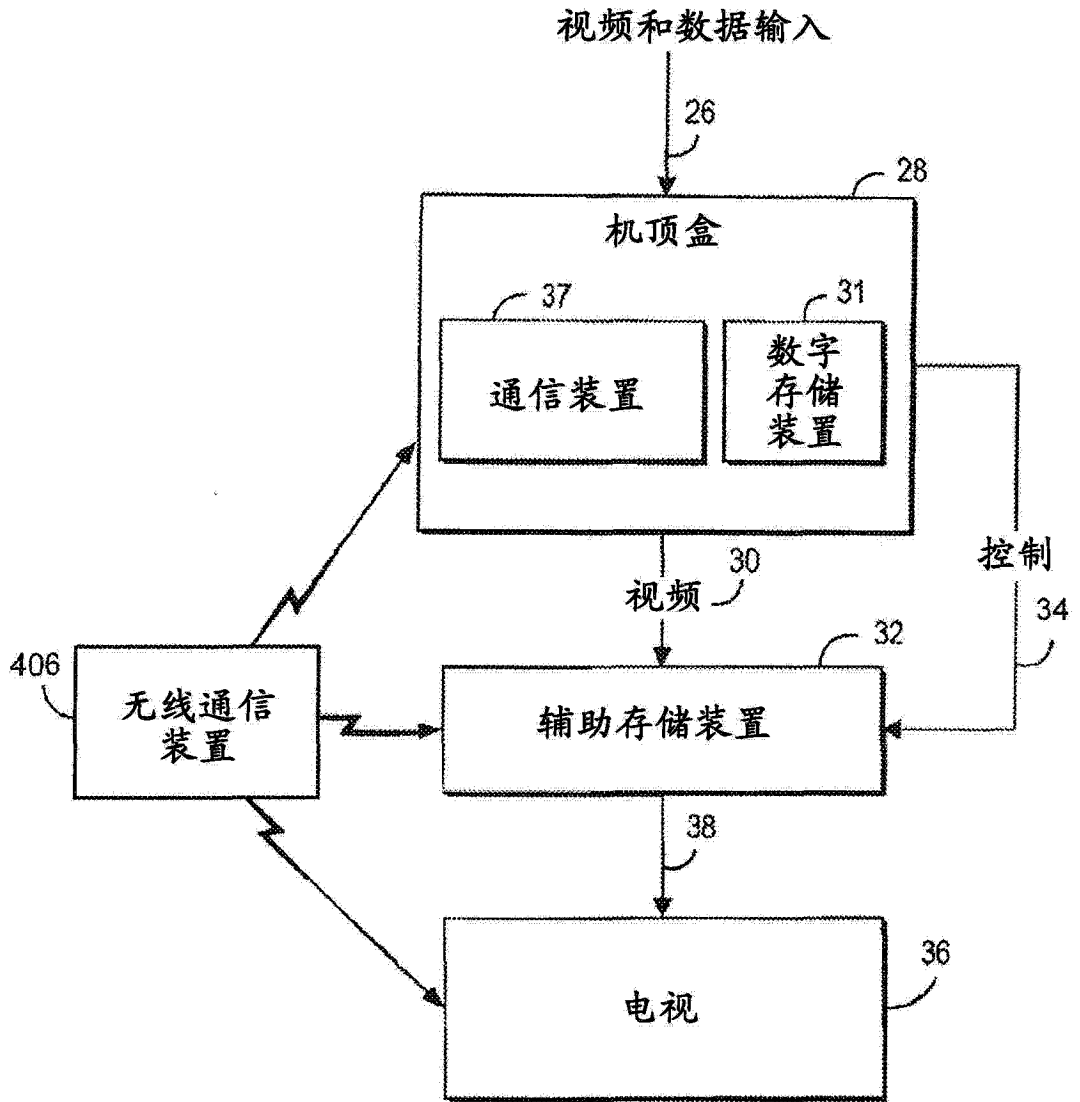 视频和数据输入
26
28
机顶盒
37
31
通信装置
数字
存储
装置
控制
30
视频
34
32
406
无线通信
装置
辅助存储装置
38
36
电视